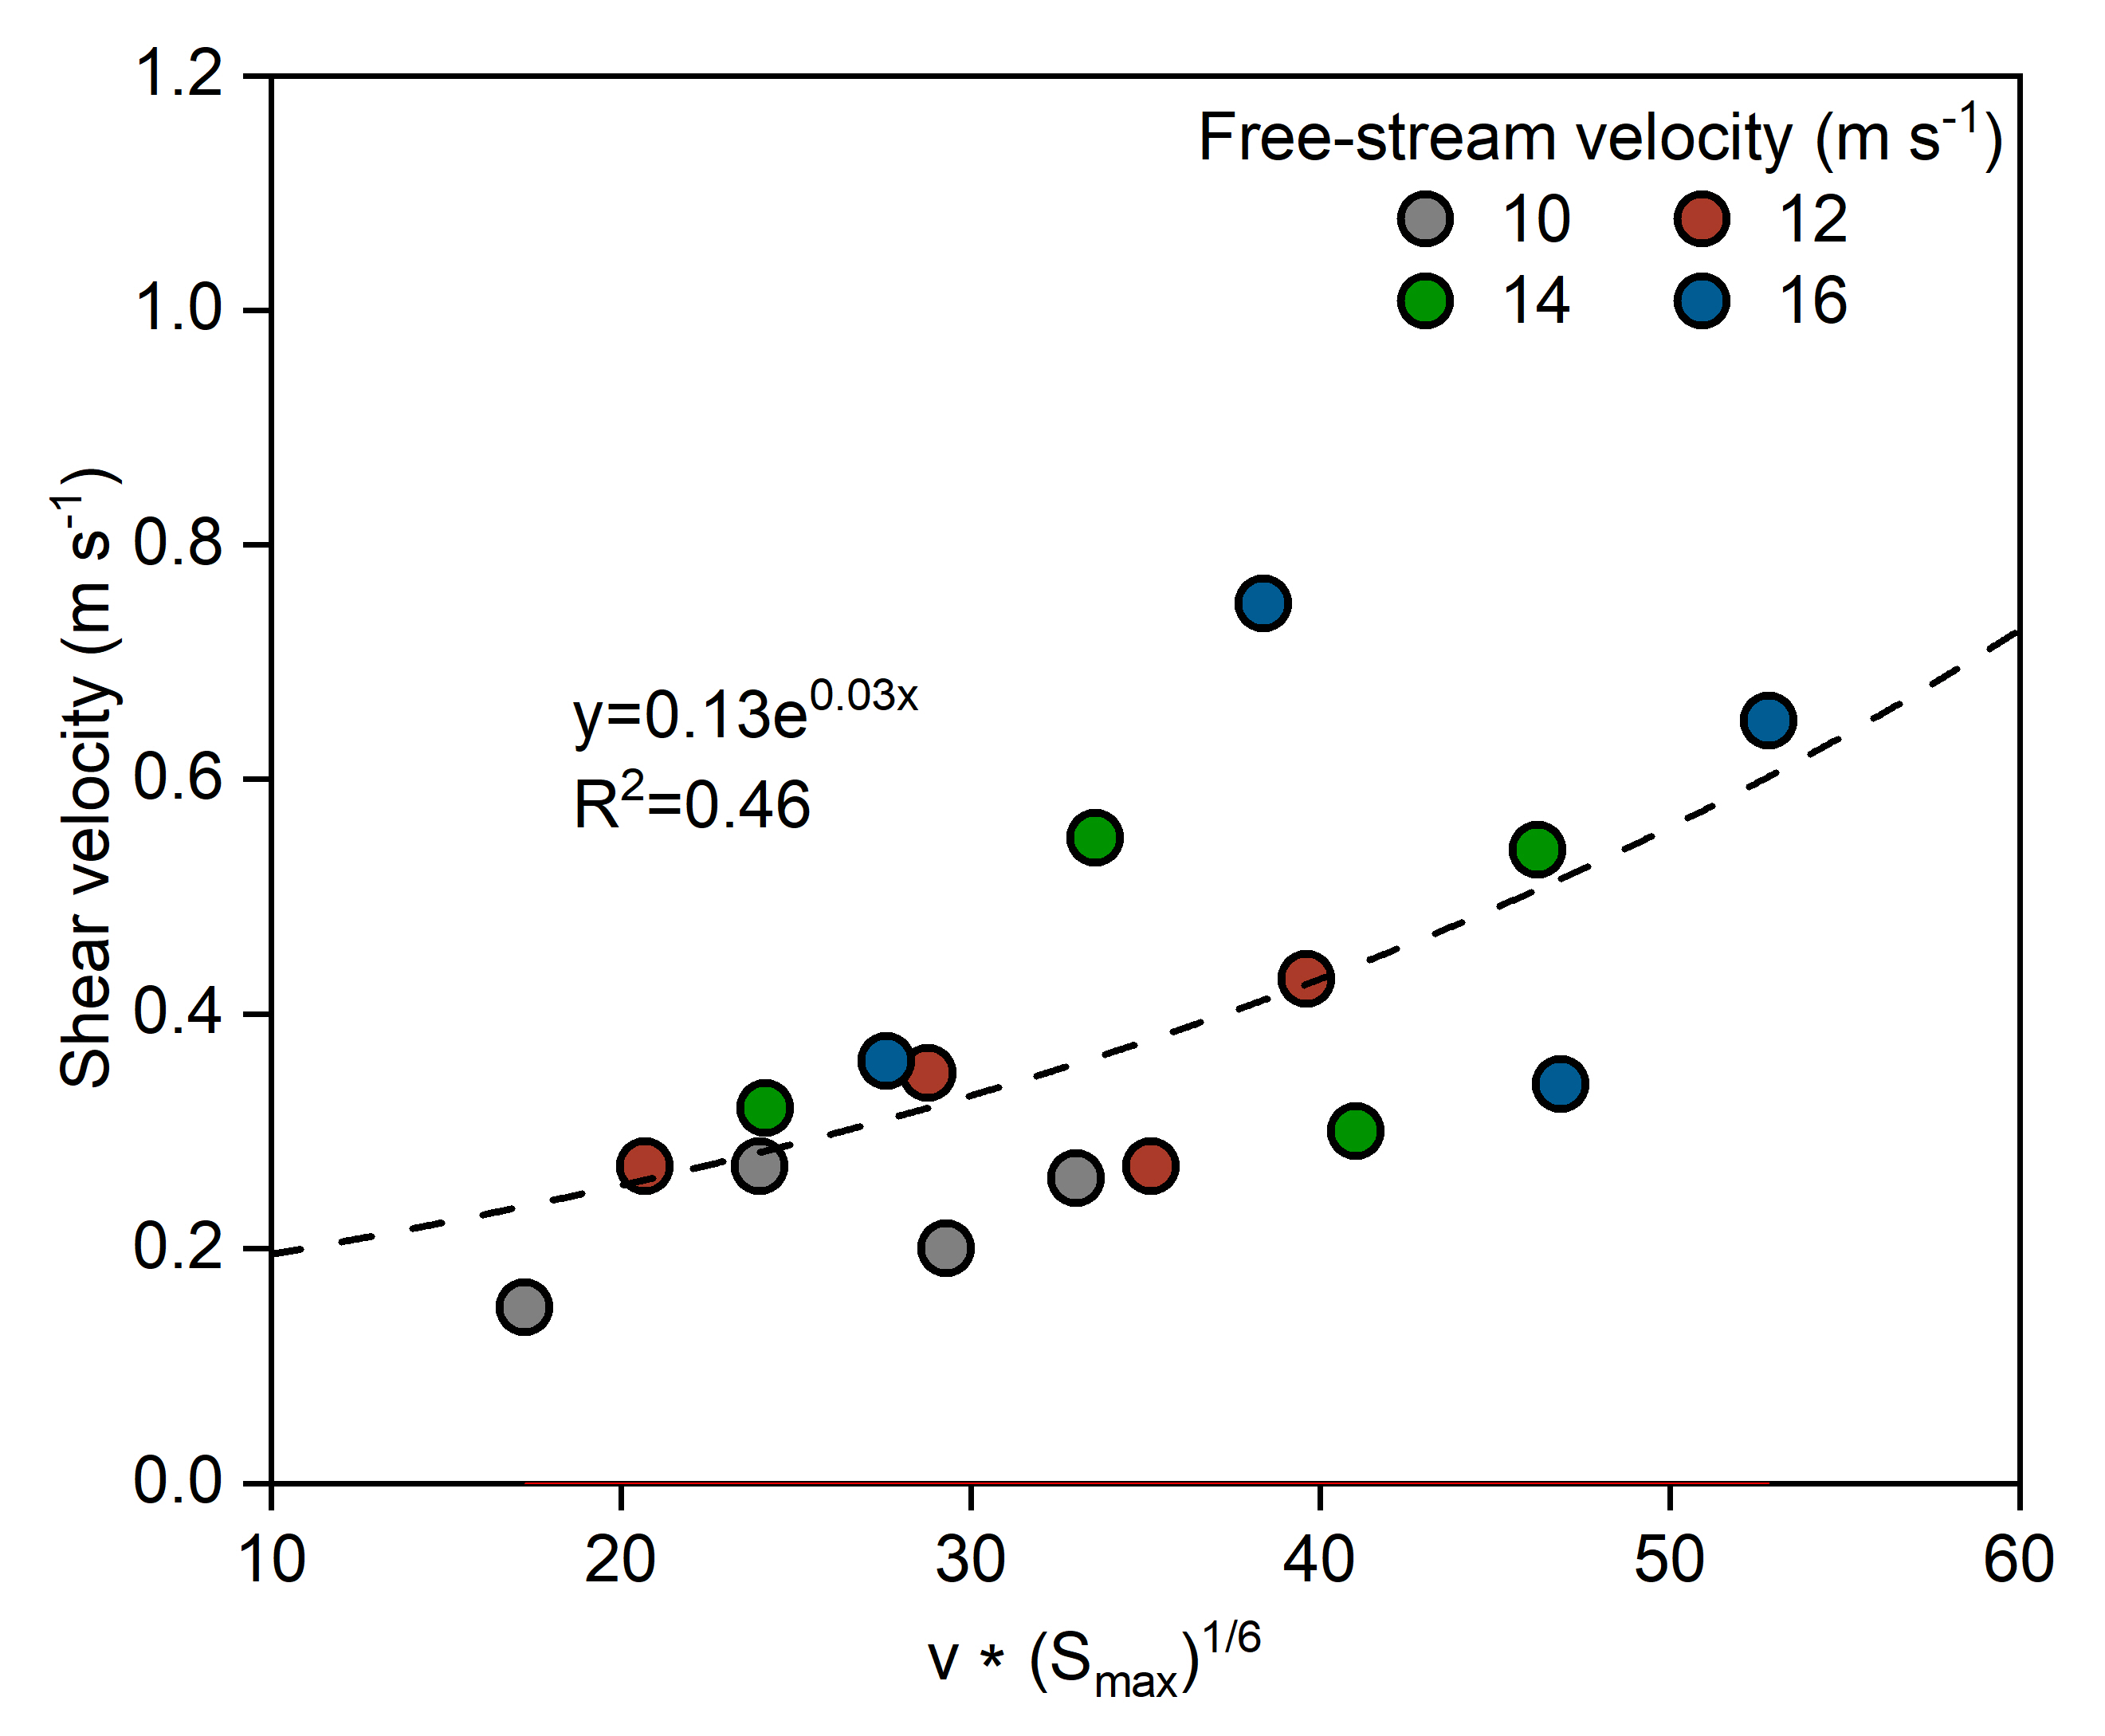 1.2
1.0
0.8
0.6
0.4
0.2
0.0
Shear velocity (m s⁻¹)
Free-stream velocity (m s⁻¹)
10 12
14 16
y=0.13e^0.03x
R²=0.46
10 20 30 40 50 60
v * (Sₘₐₓ)^1/6